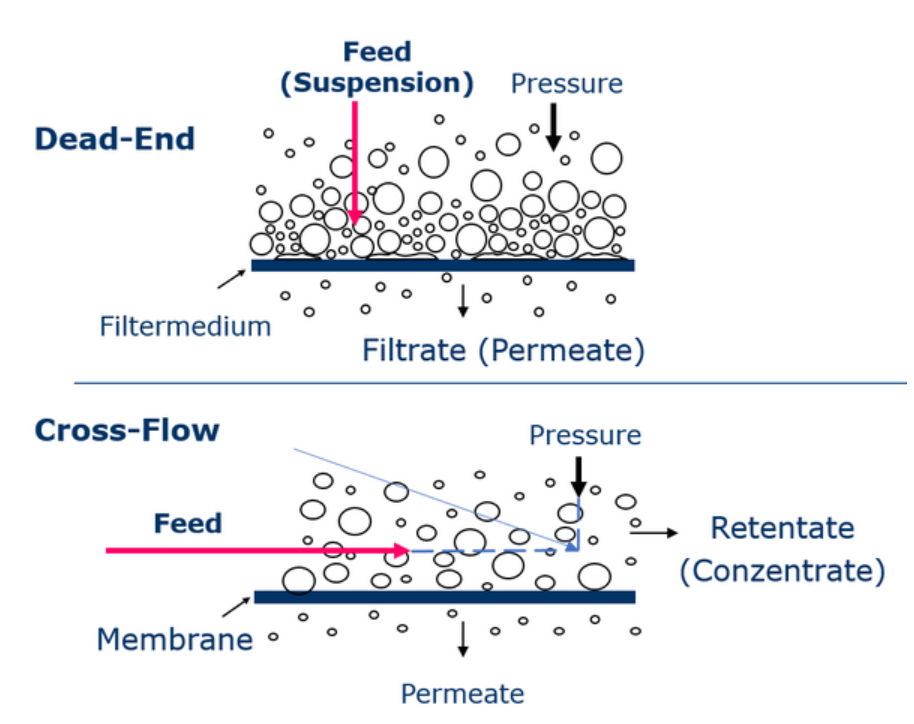 Feed
(Suspension)
Pressure
Dead-End
Filtermedium
Filtrate (Permeate)
Cross-Flow
Pressure
Feed
Retentate
(Conzentrate)
Membrane
Permeate